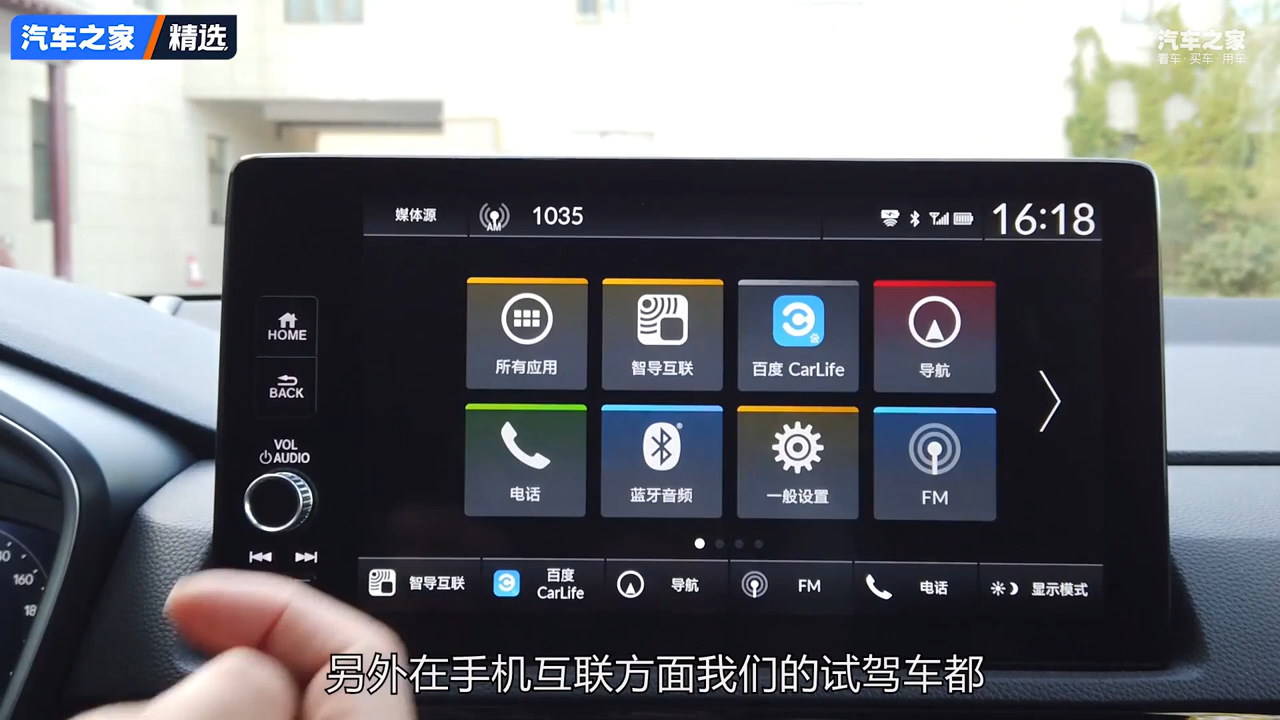 汽车之家 精选
汽车之家
看车·买车·用车
媒体源 AM 1035 16:18
HOME
BACK
VOL
AUDIO
所有应用 智导互联 百度 CarLife 导航
电话 蓝牙音频 一般设置 FM
智导互联 百度 CarLife 导航 FM 电话 显示模式
160
另外在手机互联方面我们的试驾车都